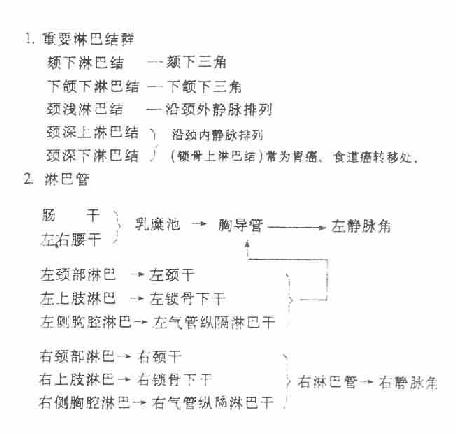 1. 重要淋巴结群
颏下淋巴结 —颏下三角
下颌下淋巴结 —下颌下三角
颈浅淋巴结 —沿颈外静脉排列
颈深上淋巴结 } 沿颈内静脉排列
颈深下淋巴结 (锁骨上淋巴结)常为胃癌、食道癌转移处.
2. 淋巴管
肠 干
左右腰干 } 乳糜池 → 胸导管 → 左静脉角
左颈部淋巴 → 左颈干
左上肢淋巴 → 左锁骨下干
左侧胸腔淋巴→ 左气管纵隔淋巴干
右颈部淋巴→ 右颈干
右上肢淋巴→ 右锁骨下干 } 右淋巴管→ 右静脉角
右侧胸腔淋巴→ 右气管纵隔淋巴干